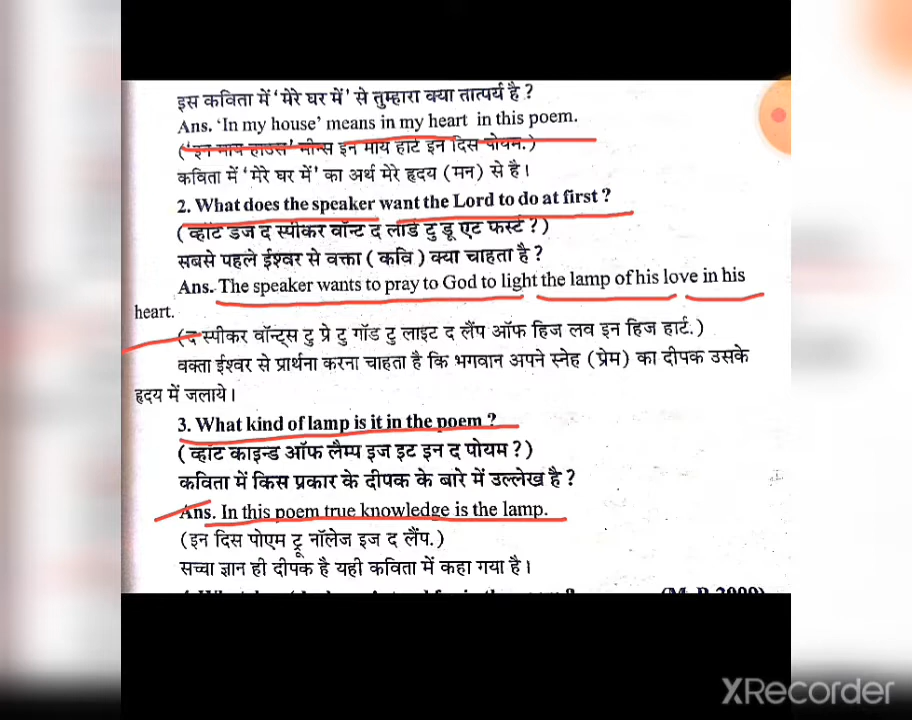 इस कविता में 'मेरे घर में' से तुम्हारा क्या तात्पर्य है ?
Ans. 'In my house' means in my heart in this poem.
('इन माय हाउस' मीन्स इन माय हार्ट इन दिस पोयम.)
कविता में 'मेरे घर में' का अर्थ मेरे हृदय (मन) से है।
2. What does the speaker want the Lord to do at first ?
(व्हॉट डज द स्पीकर वॉन्ट द लॉर्ड टु डू एट फर्स्ट ?)
सबसे पहले ईश्वर से वक्ता (कवि) क्या चाहता है ?
Ans. The speaker wants to pray to God to light the lamp of his love in his
heart.
(द स्पीकर वॉन्ट्स टु प्रे टु गॉड टु लाइट द लैंप ऑफ हिज लव इन हिज हार्ट.)
वक्ता ईश्वर से प्रार्थना करना चाहता है कि भगवान अपने स्नेह (प्रेम) का दीपक उसके
हृदय में जलाये।
3. What kind of lamp is it in the poem ?
(व्हॉट काइन्ड ऑफ लैम्प इज इट इन द पोयम ?)
कविता में किस प्रकार के दीपक के बारे में उल्लेख है ?
Ans. In this poem true knowledge is the lamp.
(इन दिस पोएम ट्रू नॉलेज इज द लैंप.)
सच्चा ज्ञान ही दीपक है यही कविता में कहा गया है।
XRecorder